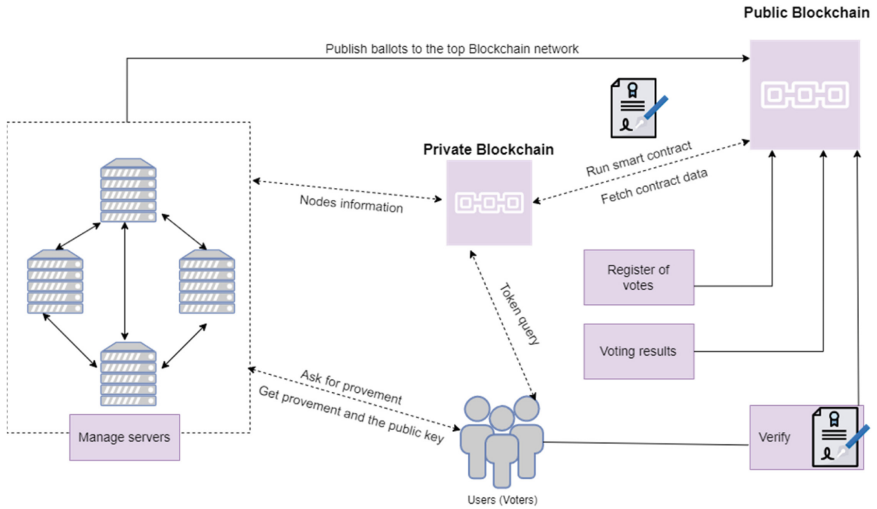 Public Blockchain
Publish ballots to the top Blockchain network
Private Blockchain
Run smart contract
Fetch contract data
Nodes information
Register of
votes
Token query
Voting results
Ask for provement
Get provement and the public key
Manage servers
Verify
Users (Voters)